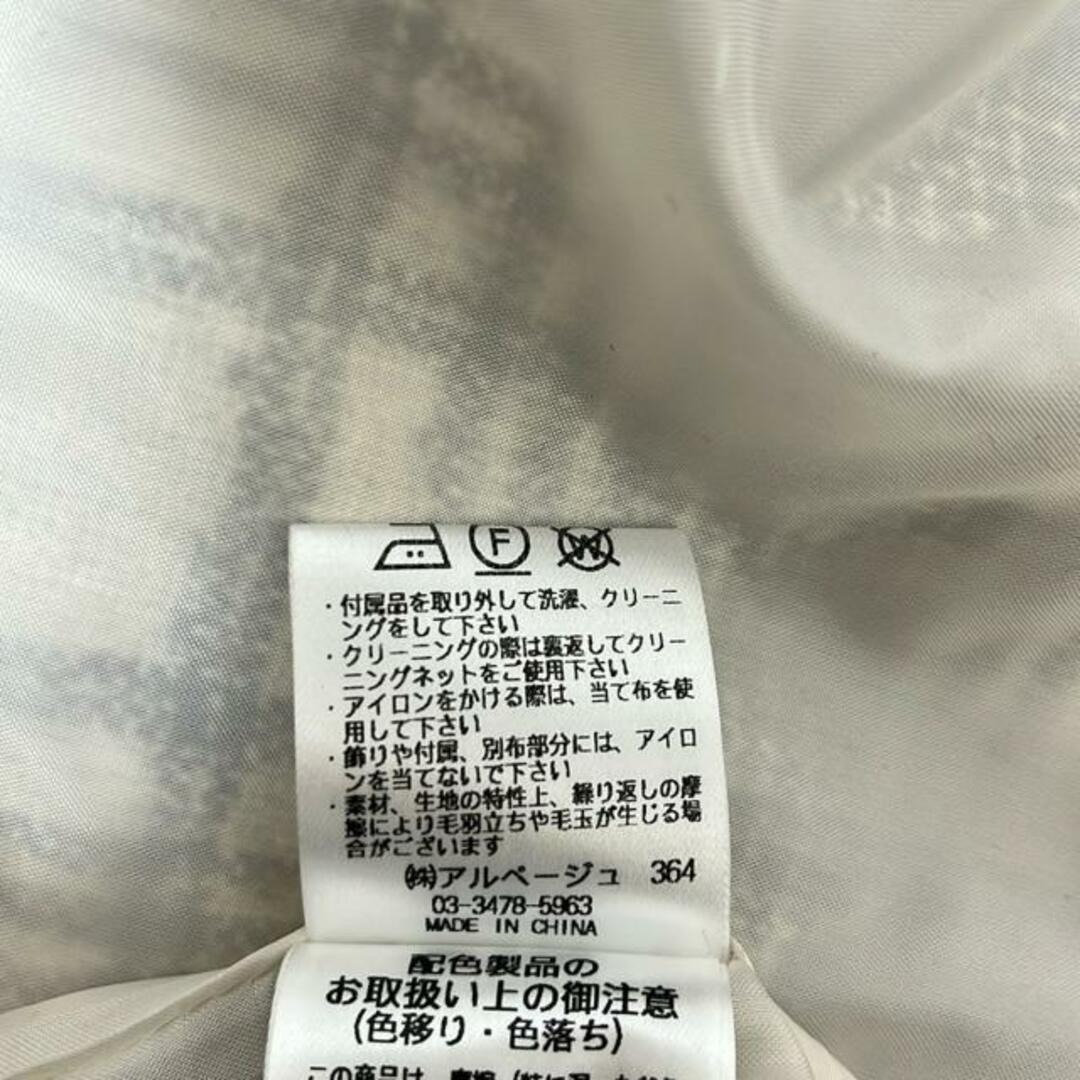 F W
・付属品を取り外して洗濯、クリーニ
ングをして下さい
・クリーニングの際は裏返してクリー
ニングネットをご使用下さい
・アイロンをかける際は、当て布を使
用して下さい
・飾りや付属、別布部分には、アイロ
ンを当てないで下さい
・素材、生地の特性上、繰り返しの摩
擦により毛羽立ちや毛玉が生じる場
合がございます
㈱アルページュ 364
03-3478-5963
MADE IN CHINA
配色製品の
お取扱い上の御注意
(色移り・色落ち)
この商品は、摩擦